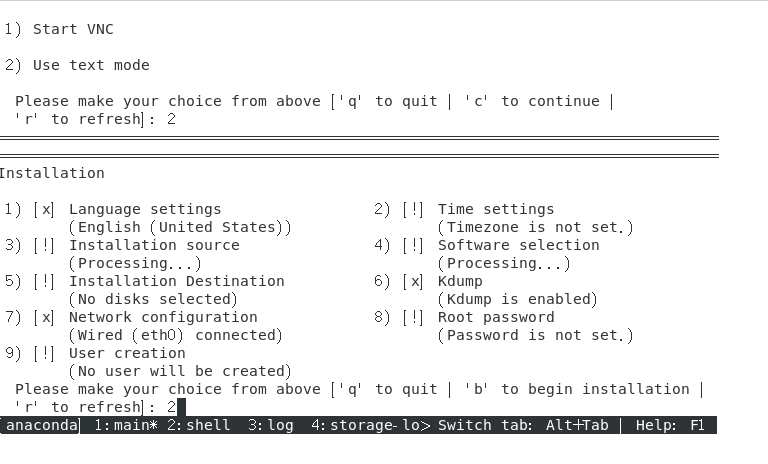 1) Start VNC
2) Use text mode
Please make your choice from above ['q' to quit | 'c' to continue |
'r' to refresh]: 2
Installation
1) [x] Language settings 2) [!] Time settings
(English (United States)) (Timezone is not set.)
3) [!] Installation source 4) [!] Software selection
(Processing...) (Processing...)
5) [!] Installation Destination 6) [x] Kdump
(No disks selected) (Kdump is enabled)
7) [x] Network configuration 8) [!] Root password
(Wired (eth0) connected) (Password is not set.)
9) [!] User creation
(No user will be created)
Please make your choice from above ['q' to quit | 'b' to begin installation |
'r' to refresh]: 2
[anaconda] 1:main* 2:shell 3:log 4:storage-lo> Switch tab: Alt+Tab | Help: F1